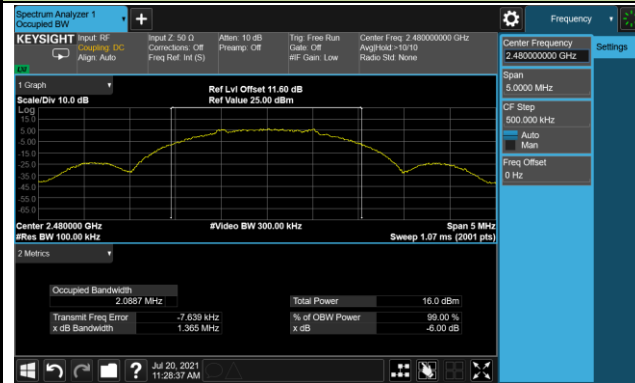 Spectrum Analyzer 1
Occupied BW
Frequency
KEYSIGHT
Input: RF
Coupling: DC
Align: Auto
Input Z: 50 Ω
Corrections: Off
Freq Ref: Int (S)
Atten: 10 dB
Preamp: Off
Trig: Free Run
Gate: Off
#IF Gain: Low
Center Freq: 2.480000000 GHz
Avg|Hold:>10/10
Radio Std: None
Center Frequency
2.480000000 GHz
Settings
Span
5.0000 MHz
CF Step
500.000 kHz
Auto
Man
Freq Offset
0 Hz
1 Graph
Scale/Div 10.0 dB
Ref Lvl Offset 11.60 dB
Ref Value 25.00 dBm
Log
15.0
5.00
-5.00
-15.0
-25.0
-35.0
-45.0
-55.0
-65.0
Center 2.480000 GHz
#Video BW 300.00 kHz
Span 5 MHz
#Res BW 100.00 kHz
Sweep 1.07 ms (2001 pts)
2 Metrics
Occupied Bandwidth
2.0887 MHz
Total Power
16.0 dBm
Transmit Freq Error
-7.639 kHz
% of OBW Power
99.00 %
x dB Bandwidth
1.365 MHz
x dB
-6.00 dB
?
Jul 20, 2021
11:28:37 AM